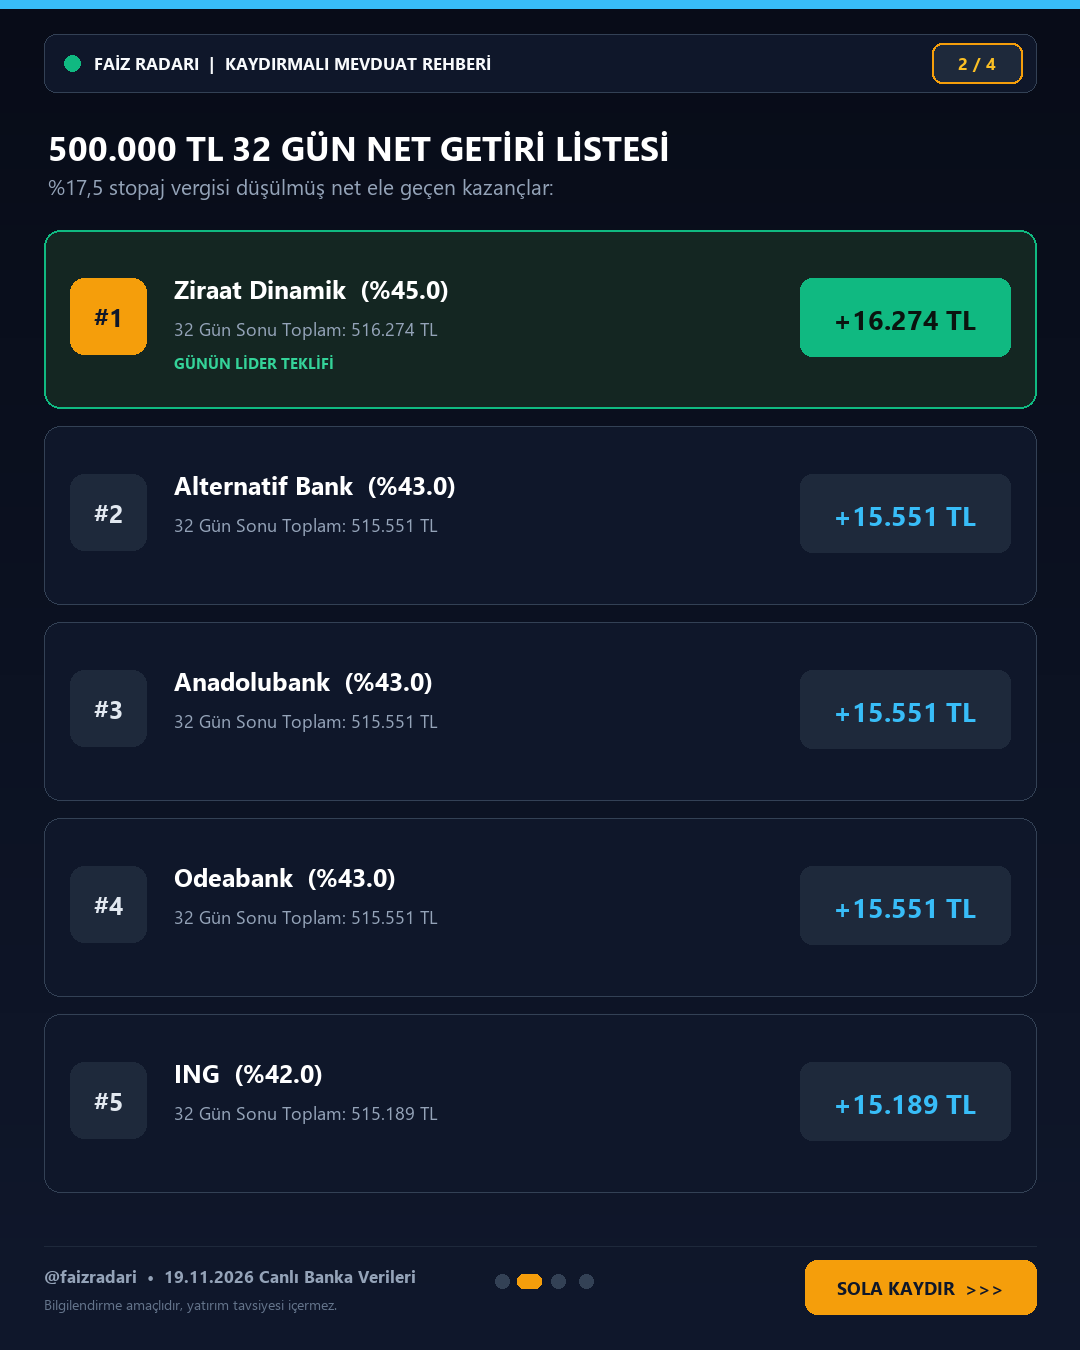 FAİZ RADARI | KAYDIRMALI MEVDUAT REHBERİ
2 / 4
500.000 TL 32 GÜN NET GETİRİ LİSTESİ
%17,5 stopaj vergisi düşülmüş net ele geçen kazançlar:
#1
Ziraat Dinamik (%45.0)
32 Gün Sonu Toplam: 516.274 TL
GÜNÜN LİDER TEKLİFİ
+16.274 TL
#2
Alternatif Bank (%43.0)
32 Gün Sonu Toplam: 515.551 TL
+15.551 TL
#3
Anadolubank (%43.0)
32 Gün Sonu Toplam: 515.551 TL
+15.551 TL
#4
Odeabank (%43.0)
32 Gün Sonu Toplam: 515.551 TL
+15.551 TL
#5
ING (%42.0)
32 Gün Sonu Toplam: 515.189 TL
+15.189 TL
@faizradari • 19.11.2026 Canlı Banka Verileri
Bilgilendirme amaçlıdır, yatırım tavsiyesi içermez.
SOLA KAYDIR >>>